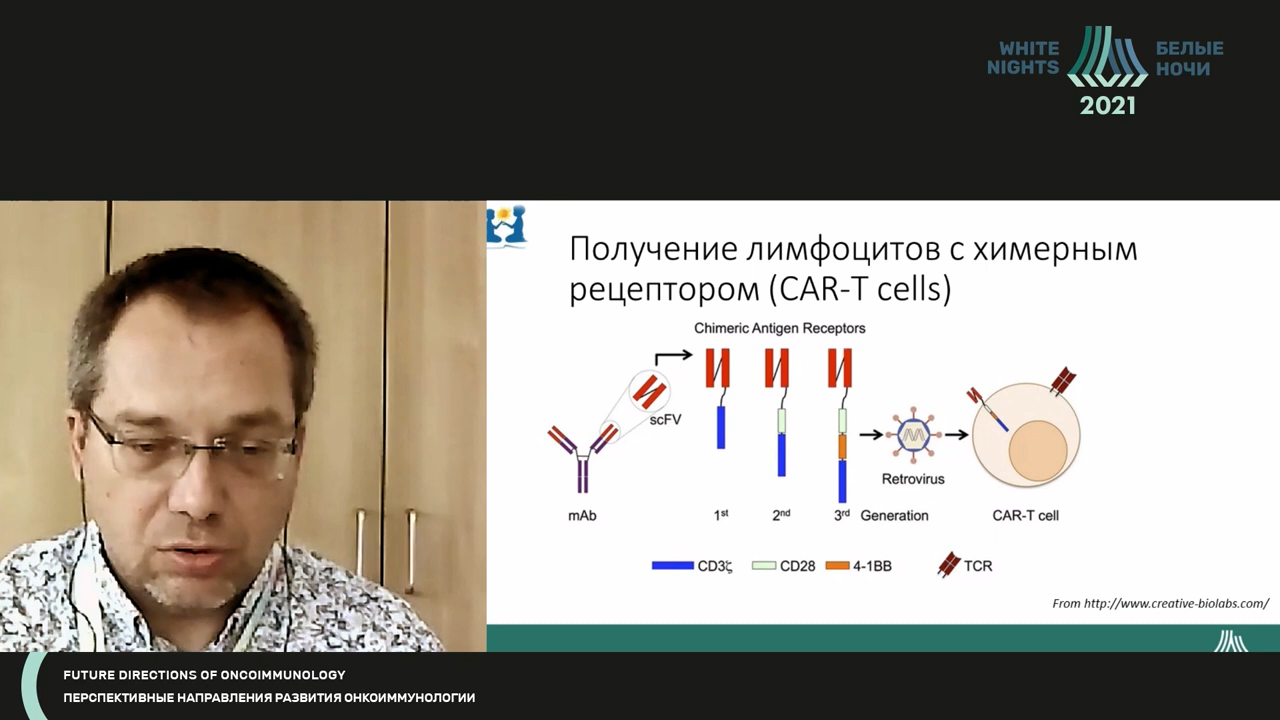 WHITE
NIGHTS
БЕЛЫЕ
НОЧИ
2021
Получение лимфоцитов с химерным
рецептором (CAR-T cells)
Chimeric Antigen Receptors
scFV
Retrovirus
mAb
1st
2nd
3rd Generation
CAR-T cell
CD3ζ
CD28
4-1BB
TCR
From http://www.creative-biolabs.com/
FUTURE DIRECTIONS OF ONCOIMMUNOLOGY
ПЕРСПЕКТИВНЫЕ НАПРАВЛЕНИЯ РАЗВИТИЯ ОНКОИММУНОЛОГИИ